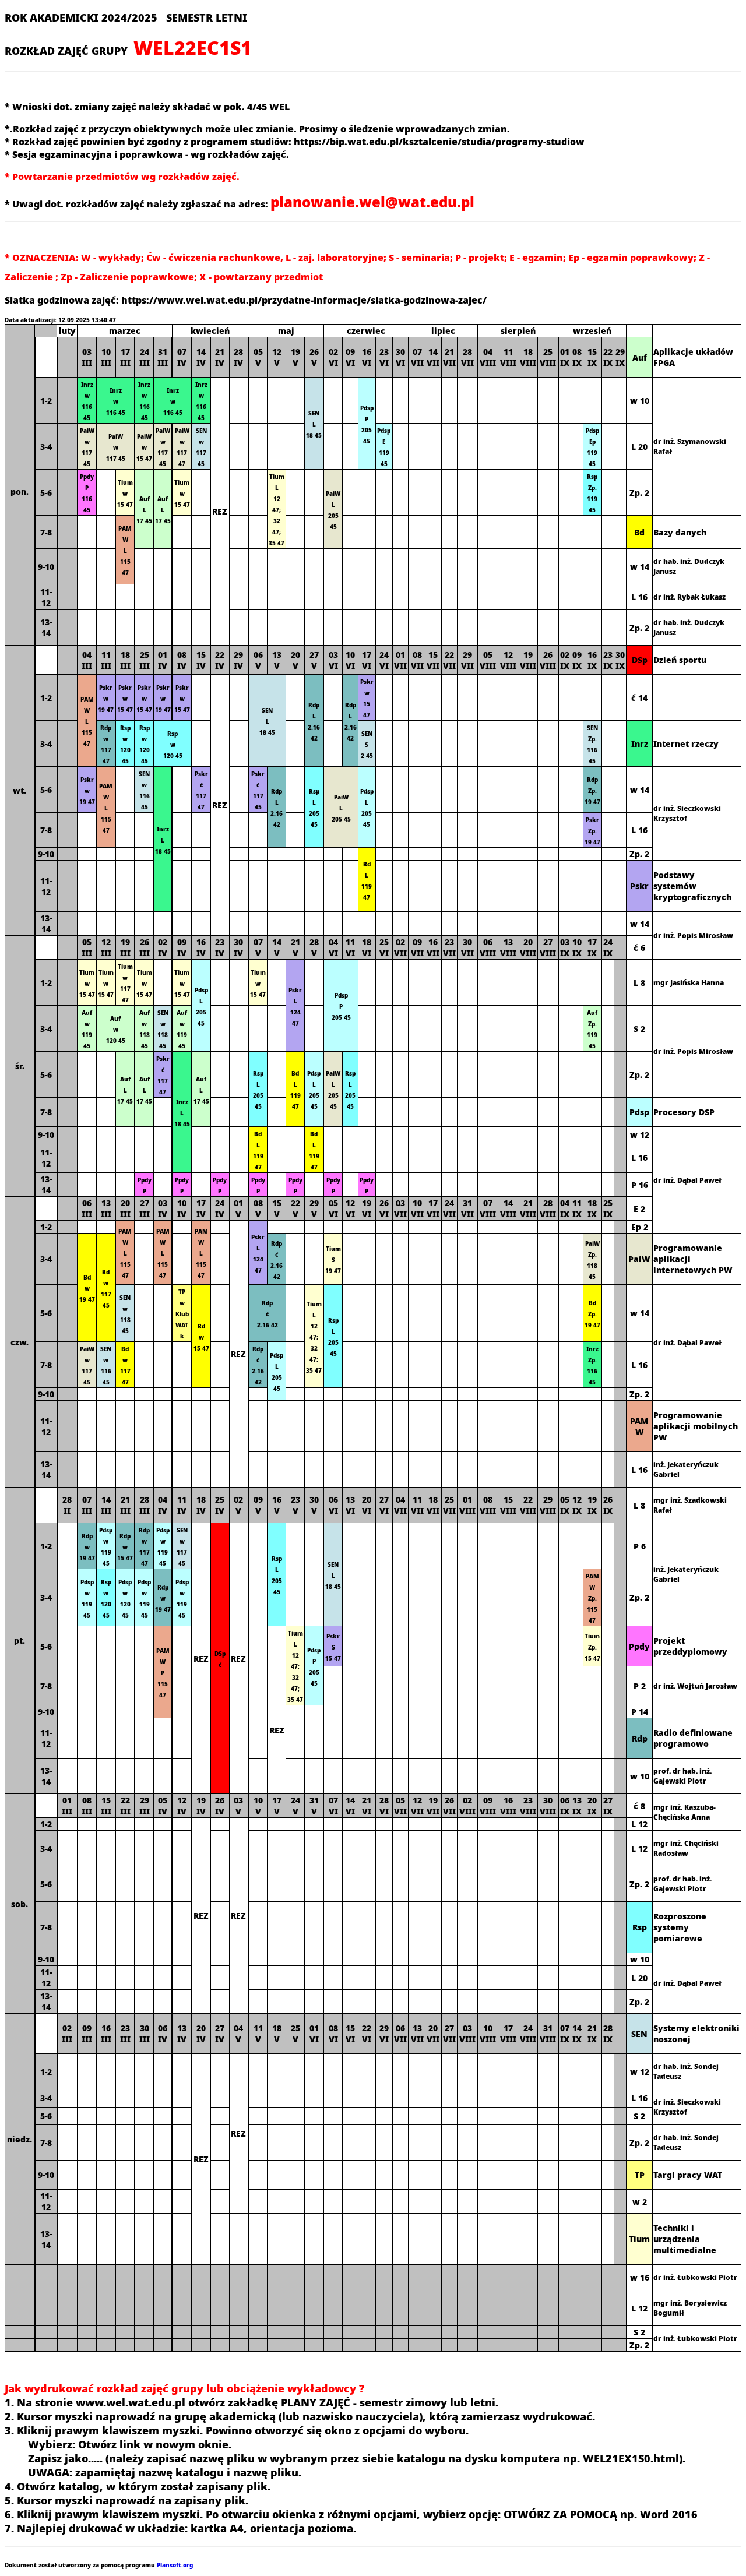 ROK AKADEMICKI 2024/2025 SEMESTR LETNI
ROZKŁAD ZAJĘĆ GRUPY WEL22EC1S1
* Wnioski dot. zmiany zajęć należy składać w pok. 4/45 WEL
*.Rozkład zajęć z przyczyn obiektywnych może ulec zmianie. Prosimy o śledzenie wprowadzanych zmian.
* Rozkład zajęć powinien być zgodny z programem studiów: https://bip.wat.edu.pl/ksztalcenie/studia/programy-studiow
* Sesja egzaminacyjna i poprawkowa - wg rozkładów zajęć.
* Powtarzanie przedmiotów wg rozkładów zajęć.
* Uwagi dot. rozkładów zajęć należy zgłaszać na adres: planowanie.wel@wat.edu.pl
* OZNACZENIA: W - wykłady; Ćw - ćwiczenia rachunkowe, L - zaj. laboratoryjne; S - seminaria; P - projekt; E - egzamin; Ep - egzamin poprawkowy; Z -
Zaliczenie ; Zp - Zaliczenie poprawkowe; X - powtarzany przedmiot
Siatka godzinowa zajęć: https://www.wel.wat.edu.pl/przydatne-informacje/siatka-godzinowa-zajec/
Data aktualizacji: 12.09.2025 13:40:47
luty marzec kwiecień maj czerwiec lipiec sierpień wrzesień
pon.
03 III 10 III 17 III 24 III 31 III 07 IV 14 IV 21 IV 28 IV 05 V 12 V 19 V 26 V 02 VI 09 VI 16 VI 23 VI 30 VI 07 VII 14 VII 21 VII 28 VII 04 VIII 11 VIII 18 VIII 25 VIII 01 IX 08 IX 15 IX 22 IX 29 IX
Auf Aplikacje układów FPGA
1-2 Inrz w 116 45 Inrz w 116 45 Inrz w 116 45 Inrz w 116 45 Inrz w 116 45 REZ SEN L 18 45 Pdsp P 205 45
w 10 dr inż. Szymanowski Rafał
3-4 PaiW w 117 45 PaiW w 117 45 PaiW w 15 47 PaiW w 117 45 PaiW w 117 47 SEN w 117 45 Pdsp E 119 45 Pdsp Ep 119 45
L 20
5-6 Ppdy P 116 45 Tium w 15 47 Auf L 17 45 Auf L 17 45 Tium w 15 47 Tium L 12 47; 32 47; 35 47 PaiW L 205 45 Rsp Zp. 119 45
Zp. 2
7-8 PAM W L 115 47
Bd Bazy danych
9-10
w 14 dr hab. inż. Dudczyk Janusz
11-12
L 16 dr inż. Rybak Łukasz
13-14
Zp. 2 dr hab. inż. Dudczyk Janusz
wt.
04 III 11 III 18 III 25 III 01 IV 08 IV 15 IV 22 IV 29 IV 06 V 13 V 20 V 27 V 03 VI 10 VI 17 VI 24 VI 01 VII 08 VII 15 VII 22 VII 29 VII 05 VIII 12 VIII 19 VIII 26 VIII 02 IX 09 IX 16 IX 23 IX 30 IX
DSp Dzień sportu
1-2 PAM W L 115 47 Pskr w 19 47 Pskr w 15 47 Pskr w 15 47 Pskr w 19 47 Pskr w 15 47 REZ SEN L 18 45 Rdp L 2.16 42 Rdp L 2.16 42 Pskr w 15 47
ć 14
3-4 Rdp w 117 47 Rsp w 120 45 Rsp w 120 45 Rsp w 120 45 SEN S 2 45 SEN Zp. 116 45
Inrz Internet rzeczy
5-6 Pskr w 19 47 PAM W L 115 47 SEN w 116 45 Inrz L 18 45 Pskr ć 117 47 Pskr ć 117 45 Rdp L 2.16 42 Rsp L 205 45 PaiW L 205 45 Pdsp L 205 45 Rdp Zp. 19 47
w 14 dr inż. Sieczkowski Krzysztof
7-8 Pskr Zp. 19 47
L 16
9-10 Bd L 119 47
Zp. 2
11-12
Pskr Podstawy systemów kryptograficznych
13-14
w 14 dr inż. Popis Mirosław
śr.
05 III 12 III 19 III 26 III 02 IV 09 IV 16 IV 23 IV 30 IV 07 V 14 V 21 V 28 V 04 VI 11 VI 18 VI 25 VI 02 VII 09 VII 16 VII 23 VII 30 VII 06 VIII 13 VIII 20 VIII 27 VIII 03 IX 10 IX 17 IX 24 IX
ć 6
1-2 Tium w 15 47 Tium w 15 47 Tium w 117 47 Tium w 15 47 Tium w 15 47 Pdsp L 205 45 Tium w 15 47 Pskr L 124 47 Pdsp P 205 45
L 8 mgr Jasińska Hanna
3-4 Auf w 119 45 Auf w 120 45 Auf w 118 45 SEN w 118 45 Auf w 119 45 Auf Zp. 119 45
S 2 dr inż. Popis Mirosław
5-6 Auf L 17 45 Auf L 17 45 Pskr ć 117 47 Inrz L 18 45 Auf L 17 45 Rsp L 205 45 Bd L 119 47 Pdsp L 205 45 PaiW L 205 45 Rsp L 205 45
Zp. 2
7-8
Pdsp Procesory DSP
9-10 Bd L 119 47 Bd L 119 47
w 12 dr inż. Dąbal Paweł
11-12
L 16
13-14 Ppdy P Ppdy P Ppdy P Ppdy P Ppdy P Ppdy P Ppdy P
P 16
czw.
06 III 13 III 20 III 27 III 03 IV 10 IV 17 IV 24 IV 01 V 08 V 15 V 22 V 29 V 05 VI 12 VI 19 VI 26 VI 03 VII 10 VII 17 VII 24 VII 31 VII 07 VIII 14 VIII 21 VIII 28 VIII 04 IX 11 IX 18 IX 25 IX
E 2
1-2 PAM W L 115 47 PAM W L 115 47 PAM W L 115 47 REZ Pskr L 124 47
Ep 2
3-4 Bd w 19 47 Bd w 117 45 Rdp ć 2.16 42 Tium S 19 47 PaiW Zp. 118 45
PaiW Programowanie aplikacji internetowych PW
5-6 SEN w 118 45 TP w Klub WAT k Bd w 15 47 Rdp ć 2.16 42 Tium L 12 47; 32 47; 35 47 Rsp L 205 45 Bd Zp. 19 47
w 14 dr inż. Dąbal Paweł
7-8 PaiW w 117 45 SEN w 116 45 Bd w 117 47 Rdp ć 2.16 42 Pdsp L 205 45 Inrz Zp. 116 45
L 16
9-10
Zp. 2
11-12
PAM W Programowanie aplikacji mobilnych PW
13-14
L 16 inż. Jekateryńczuk Gabriel
pt.
28 II 07 III 14 III 21 III 28 III 04 IV 11 IV 18 IV 25 IV 02 V 09 V 16 V 23 V 30 V 06 VI 13 VI 20 VI 27 VI 04 VII 11 VII 18 VII 25 VII 01 VIII 08 VIII 15 VIII 22 VIII 29 VIII 05 IX 12 IX 19 IX 26 IX
L 8 mgr inż. Szadkowski Rafał
1-2 Rdp w 19 47 Pdsp w 119 45 Rdp w 15 47 Rdp w 117 47 Pdsp w 119 45 SEN w 117 45 REZ DSp ć REZ Rsp L 205 45 SEN L 18 45
P 6 inż. Jekateryńczuk Gabriel
3-4 Pdsp w 119 45 Rsp w 120 45 Pdsp w 120 45 Pdsp w 119 45 Rdp w 19 47 Pdsp w 119 45 PAM W Zp. 115 47
Zp. 2
5-6 PAM W P 115 47 Tium L 12 47; 32 47; 35 47 Pdsp P 205 45 Pskr S 15 47 Tium Zp. 15 47
Ppdy Projekt przeddyplomowy
7-8 REZ
P 2 dr inż. Wojtuń Jarosław
9-10
P 14
11-12
Rdp Radio definiowane programowo
13-14
w 10 prof. dr hab. inż. Gajewski Piotr
sob.
01 III 08 III 15 III 22 III 29 III 05 IV 12 IV 19 IV 26 IV 03 V 10 V 17 V 24 V 31 V 07 VI 14 VI 21 VI 28 VI 05 VII 12 VII 19 VII 26 VII 02 VIII 09 VIII 16 VIII 23 VIII 30 VIII 06 IX 13 IX 20 IX 27 IX
ć 8 mgr inż. Kaszuba-Chęcińska Anna
1-2 REZ REZ
L 12
3-4
L 12 mgr inż. Chęciński Radosław
5-6
Zp. 2 prof. dr hab. inż. Gajewski Piotr
7-8
Rsp Rozproszone systemy pomiarowe
9-10
w 10 dr inż. Dąbal Paweł
11-12
L 20
13-14
Zp. 2
niedz.
02 III 09 III 16 III 23 III 30 III 06 IV 13 IV 20 IV 27 IV 04 V 11 V 18 V 25 V 01 VI 08 VI 15 VI 22 VI 29 VI 06 VII 13 VII 20 VII 27 VII 03 VIII 10 VIII 17 VIII 24 VIII 31 VIII 07 IX 14 IX 21 IX 28 IX
SEN Systemy elektroniki noszonej
1-2 REZ REZ
w 12 dr hab. inż. Sondej Tadeusz
3-4
L 16 dr inż. Sieczkowski Krzysztof
5-6
S 2
7-8
Zp. 2 dr hab. inż. Sondej Tadeusz
9-10
TP Targi pracy WAT
11-12
w 2
13-14
Tium Techniki i urządzenia multimedialne
w 16 dr inż. Łubkowski Piotr
L 12 mgr inż. Borysiewicz Bogumił
S 2 dr inż. Łubkowski Piotr
Zp. 2
Jak wydrukować rozkład zajęć grupy lub obciążenie wykładowcy ?
1. Na stronie www.wel.wat.edu.pl otwórz zakładkę PLANY ZAJĘĆ - semestr zimowy lub letni.
2. Kursor myszki naprowadź na grupę akademicką (lub nazwisko nauczyciela), którą zamierzasz wydrukować.
3. Kliknij prawym klawiszem myszki. Powinno otworzyć się okno z opcjami do wyboru.
Wybierz: Otwórz link w nowym oknie.
Zapisz jako..... (należy zapisać nazwę pliku w wybranym przez siebie katalogu na dysku komputera np. WEL21EX1S0.html).
UWAGA: zapamiętaj nazwę katalogu i nazwę pliku.
4. Otwórz katalog, w którym został zapisany plik.
5. Kursor myszki naprowadź na zapisany plik.
6. Kliknij prawym klawiszem myszki. Po otwarciu okienka z różnymi opcjami, wybierz opcję: OTWÓRZ ZA POMOCĄ np. Word 2016
7. Najlepiej drukować w układzie: kartka A4, orientacja pozioma.
Dokument został utworzony za pomocą programu Plansoft.org